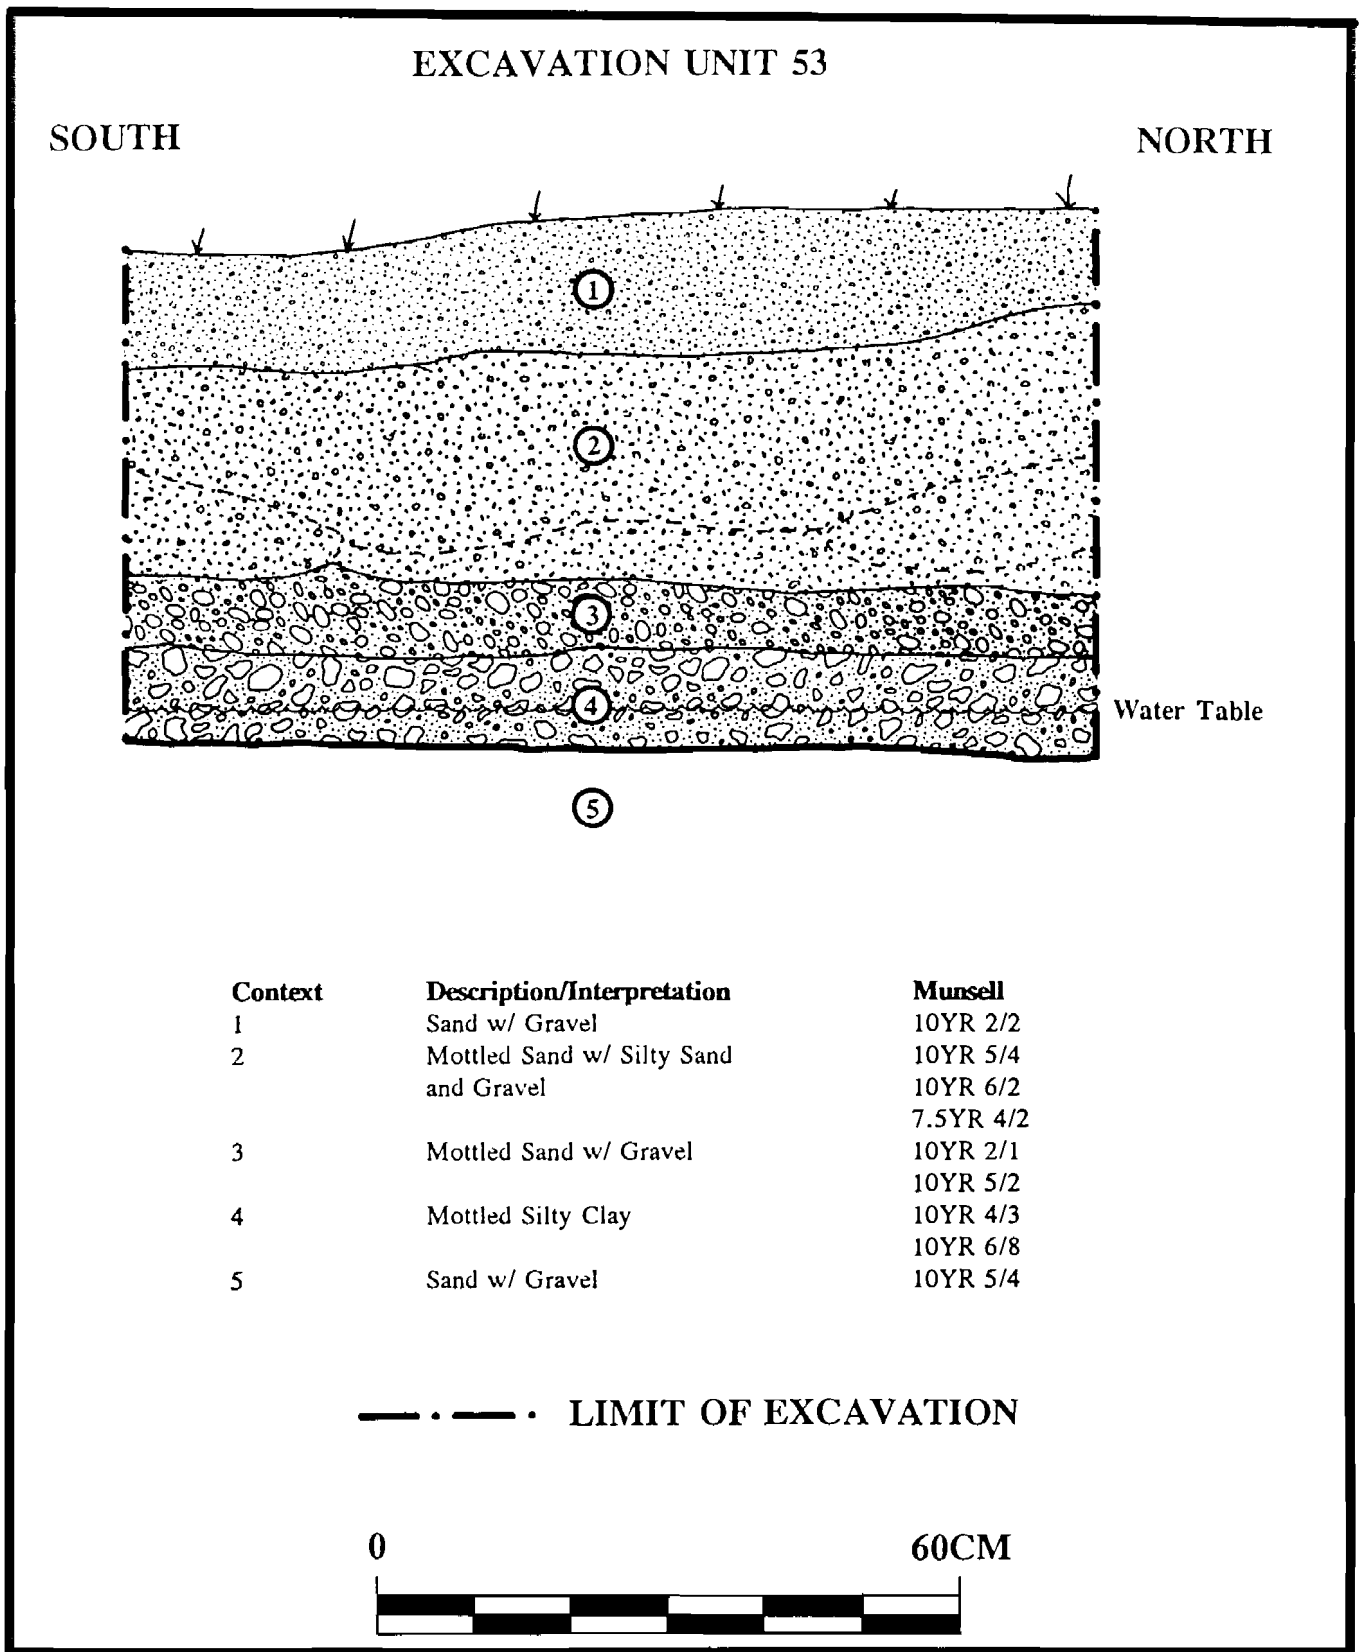 EXCAVATION UNIT 53
SOUTH
NORTH
1
2
3
4
Water Table
5
Context Description/Interpretation Munsell
1 Sand w/ Gravel 10YR 2/2
2 Mottled Sand w/ Silty Sand 10YR 5/4
and Gravel 10YR 6/2
7.5YR 4/2
3 Mottled Sand w/ Gravel 10YR 2/1
10YR 5/2
4 Mottled Silty Clay 10YR 4/3
10YR 6/8
5 Sand w/ Gravel 10YR 5/4
LIMIT OF EXCAVATION
0 60CM